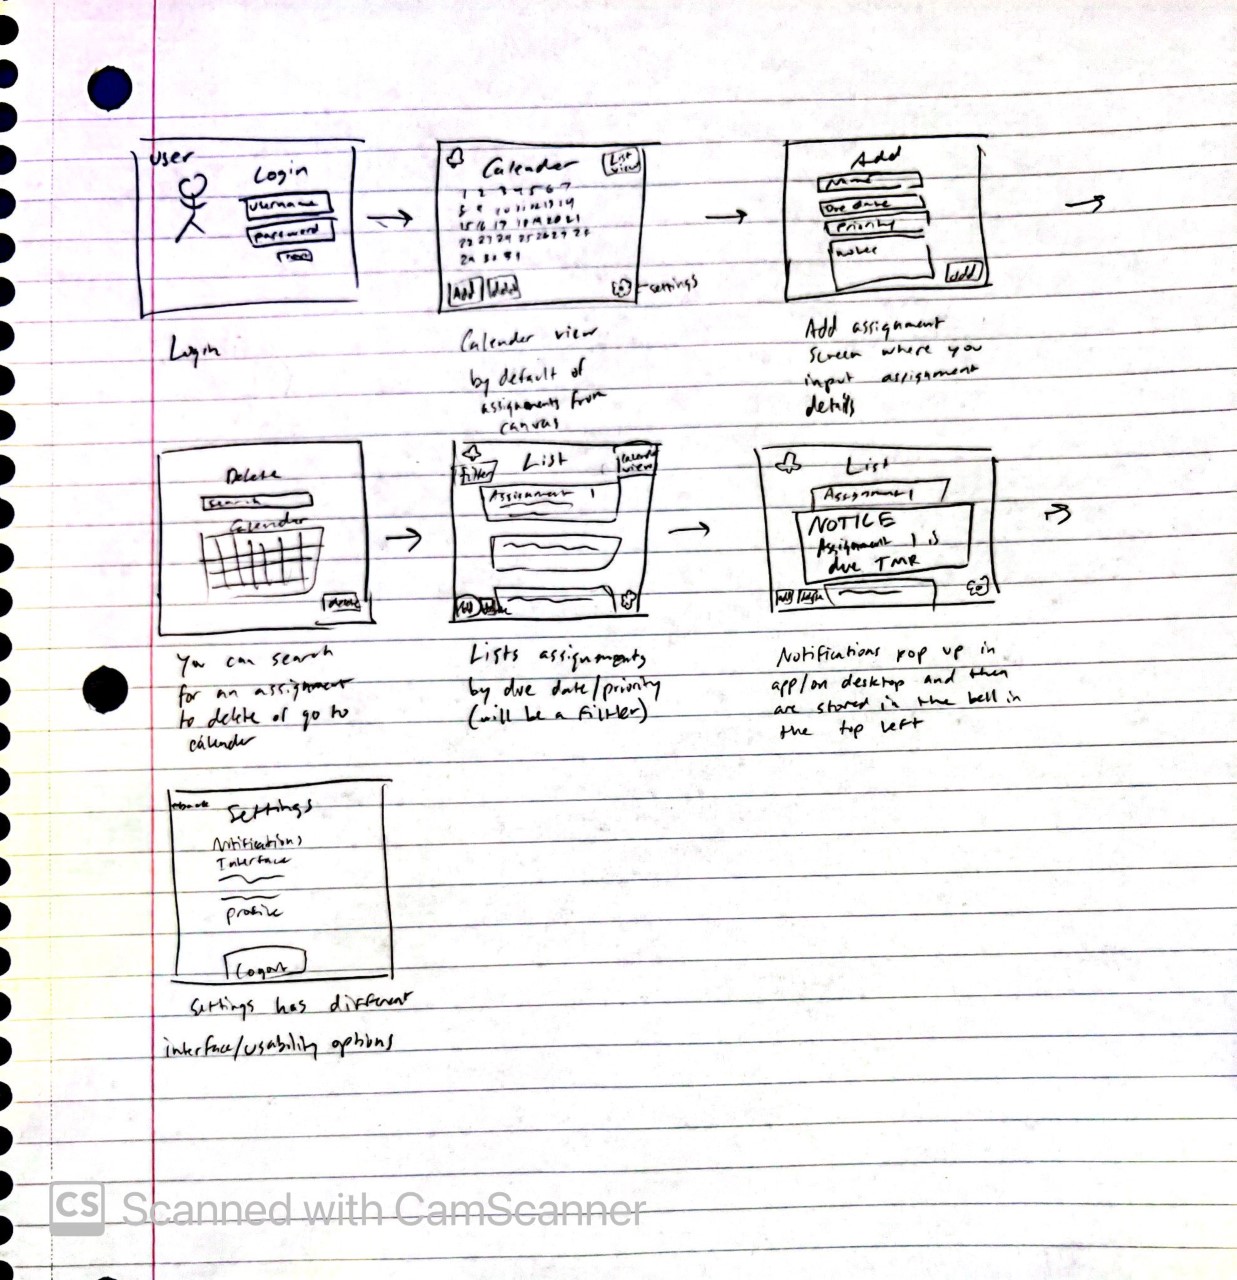 User
Login
username
password
Login
Calender
List
view
1 2 3 4 5 6 7
8 9 10 11 12 13 14
15 16 17 18 19 20 21
22 23 24 25 26 27 28
29 30 31
Add
settings
Calender view
by default of
assignments from
canvas
Add
Name
Due date
Priority
notes
Add
Add assignment
screen where you
input assignment
details
Delete
search
Calendar
delete
You can search
for an assignment
to delete or go to
calender
Filter
List
Calender
view
Assignment 1
Add
Lists assignments
by due date/priority
(will be a filter)
List
Assignment 1
NOTICE
Assignment 1 is
due TMR
Add
Notifications pop up in
app/on desktop and then
are stored in the bell in
the top left
Settings
Notifications
Interface
profile
Logout
Settings has different
interface/usability options
CS Scanned with CamScanner